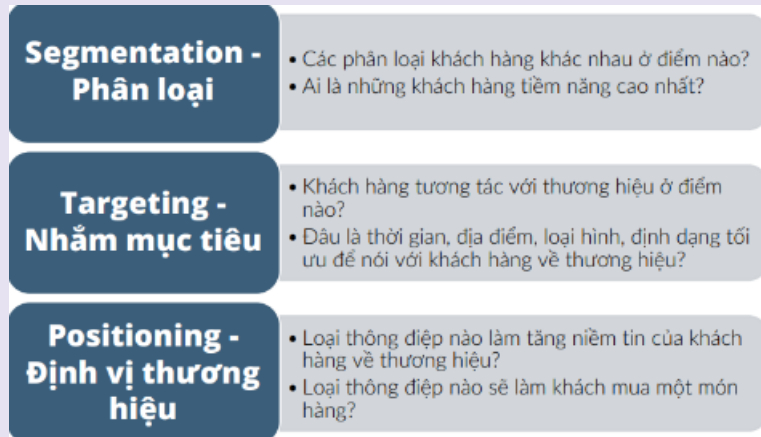 Segmentation -
Phân loại
• Các phân loại khách hàng khác nhau ở điểm nào?
• Ai là những khách hàng tiềm năng cao nhất?
Targeting -
Nhắm mục tiêu
• Khách hàng tương tác với thương hiệu ở điểm
nào?
• Đâu là thời gian, địa điểm, loại hình, định dạng tối
ưu để nói với khách hàng về thương hiệu?
Positioning -
Định vị thương
hiệu
• Loại thông điệp nào làm tăng niềm tin của khách
hàng về thương hiệu?
• Loại thông điệp nào sẽ làm khách mua một món
hàng?